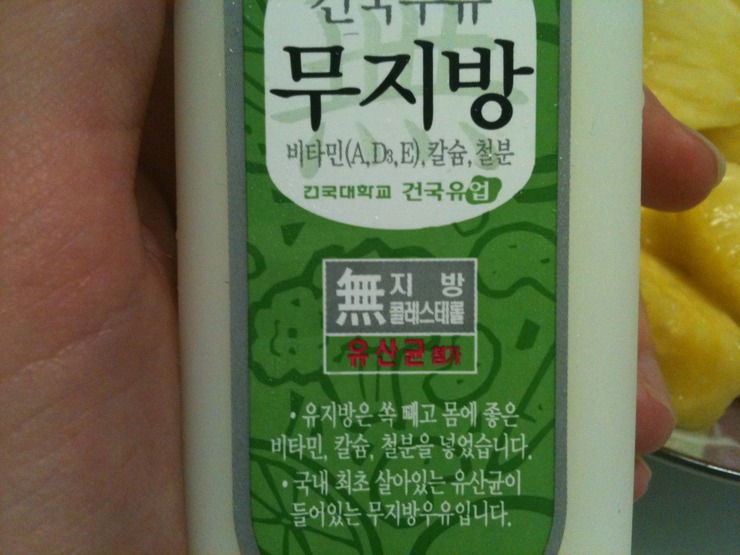 건국우유
무지방
비타민(A,D3,E),칼슘,철분
건국대학교 건국유업
無 지 방
콜레스테롤
유산균 첨가
• 유지방은 쏙 빼고 몸에 좋은
비타민, 칼슘, 철분을 넣었습니다.
• 국내 최초 살아있는 유산균이
들어있는 무지방우유입니다.